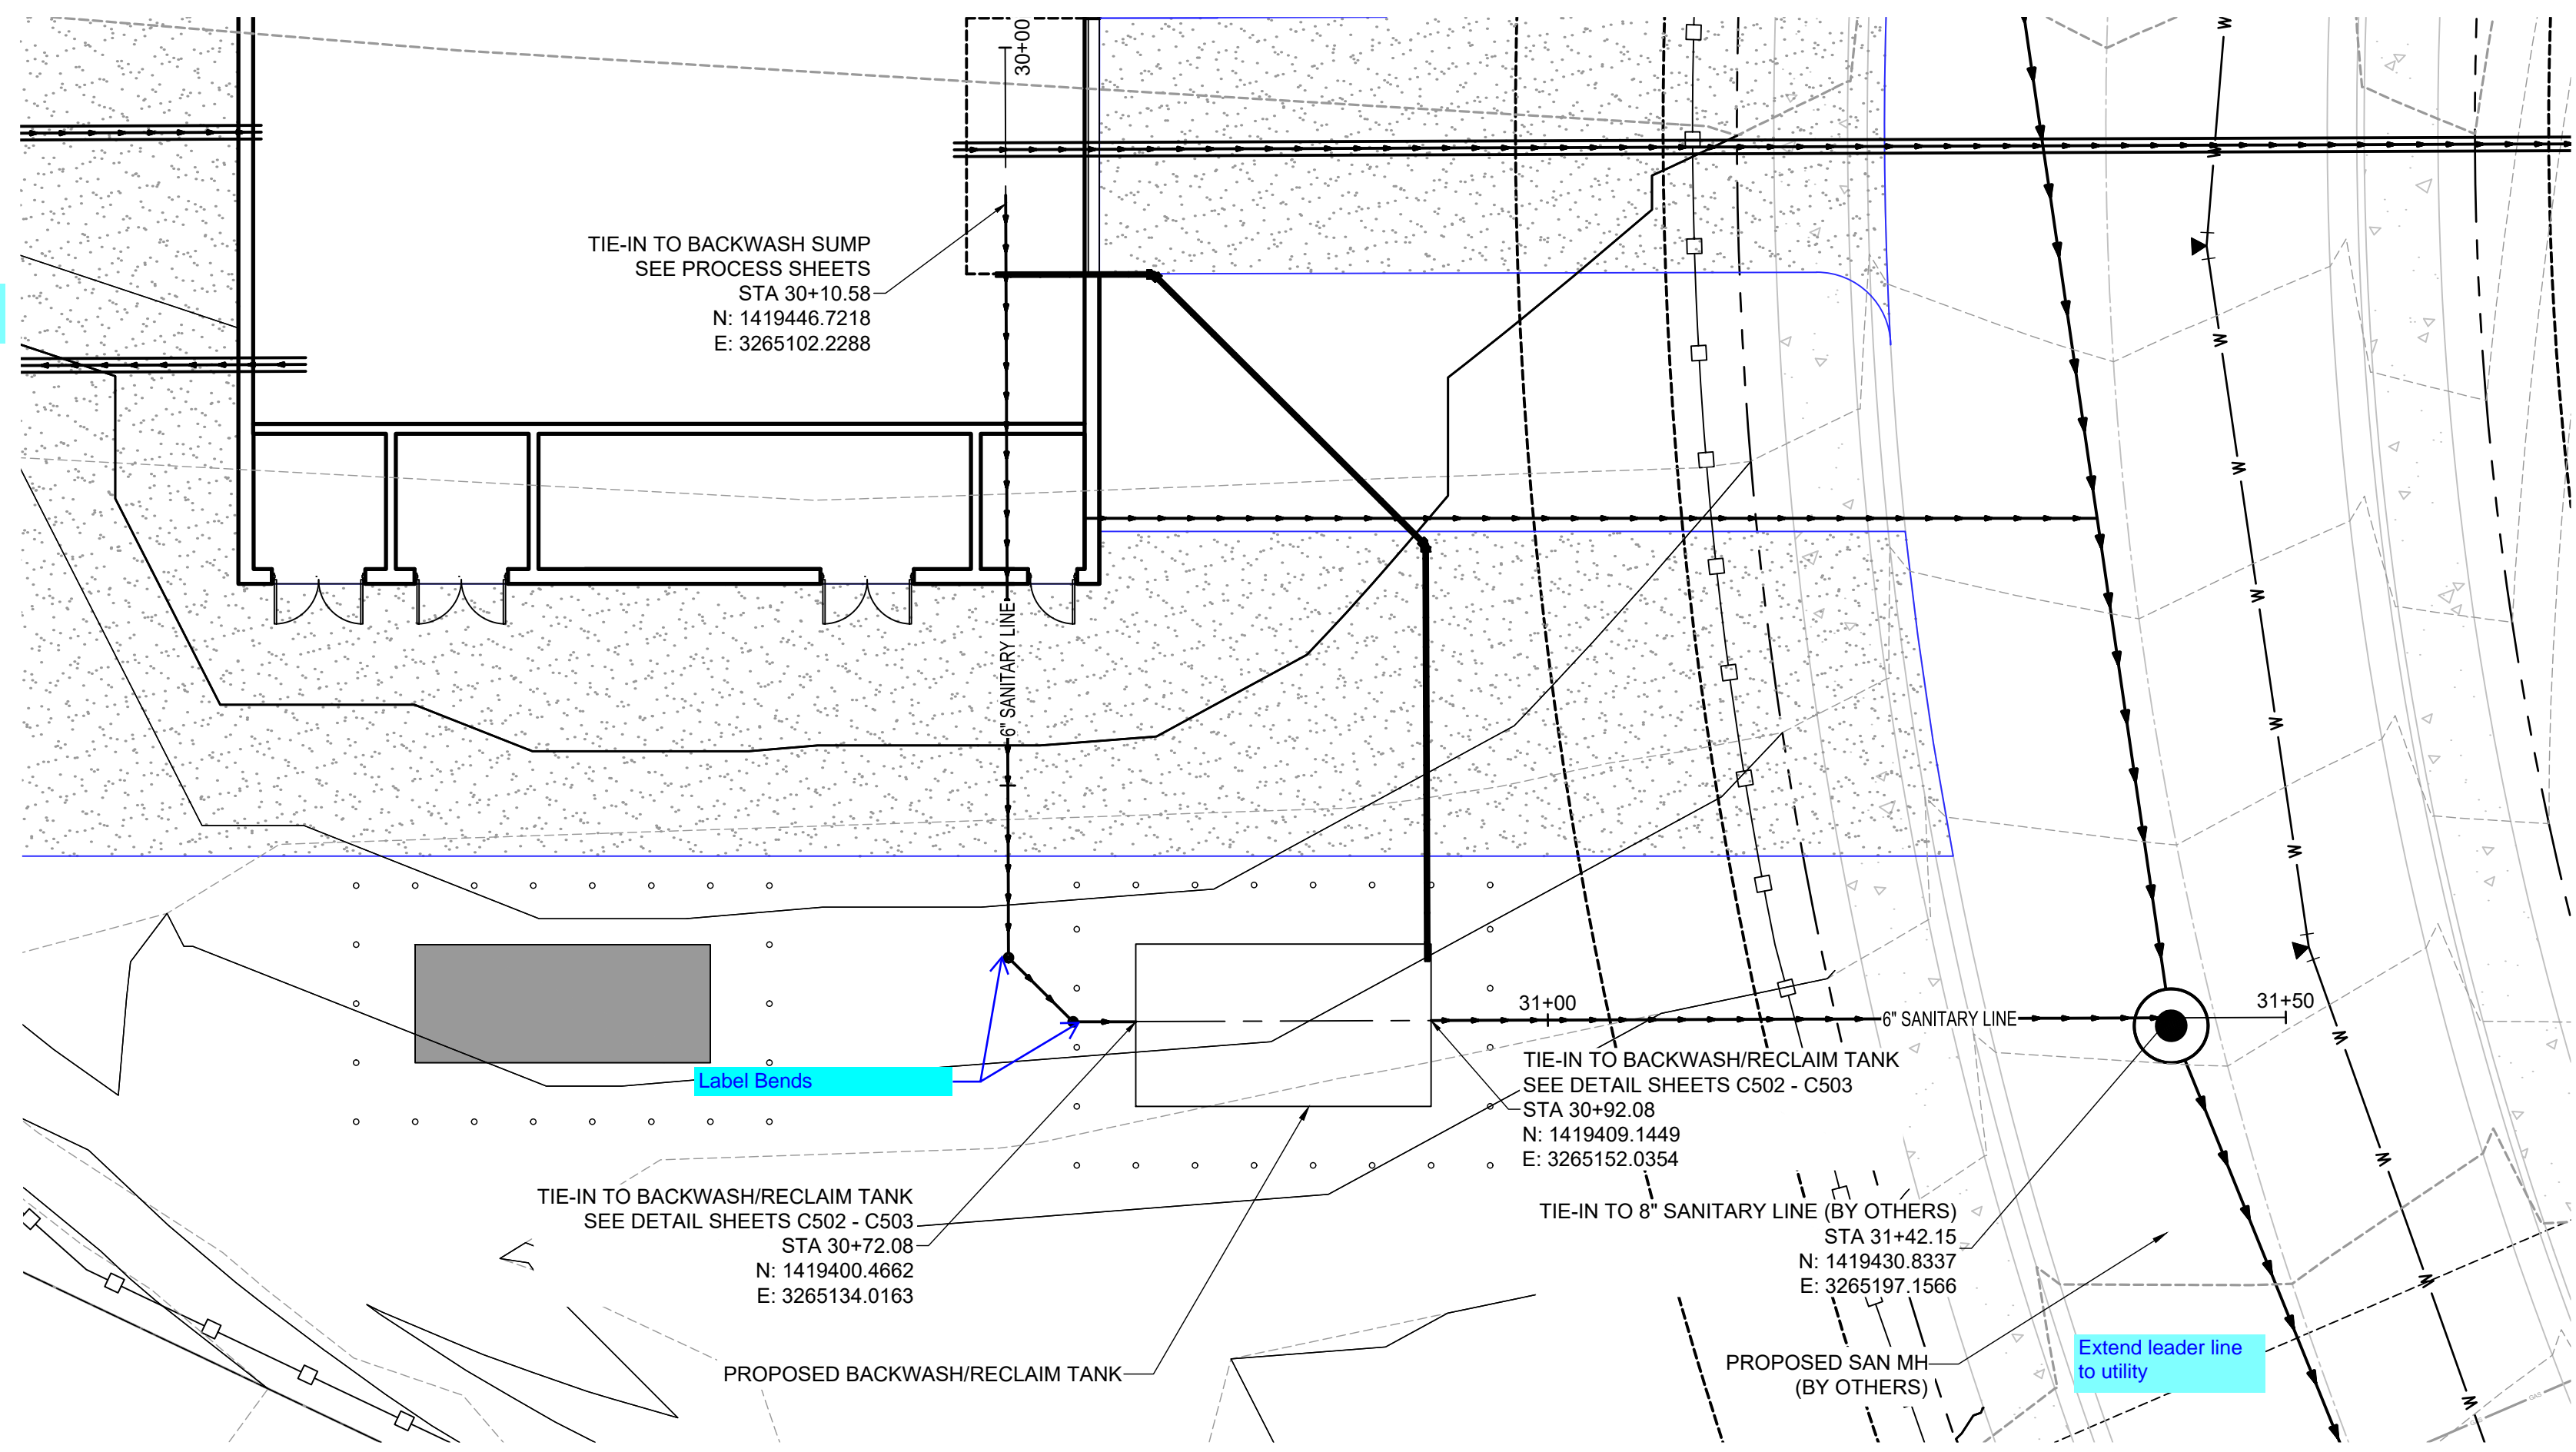 30+00
TIE-IN TO BACKWASH SUMP
SEE PROCESS SHEETS
STA 30+10.58
N: 1419446.7218
E: 3265102.2288
6" SANITARY LINE
31+00
31+50
6" SANITARY LINE
Label Bends
TIE-IN TO BACKWASH/RECLAIM TANK
SEE DETAIL SHEETS C502 - C503
STA 30+92.08
N: 1419409.1449
E: 3265152.0354
TIE-IN TO BACKWASH/RECLAIM TANK
SEE DETAIL SHEETS C502 - C503
STA 30+72.08
N: 1419400.4662
E: 3265134.0163
TIE-IN TO 8" SANITARY LINE (BY OTHERS)
STA 31+42.15
N: 1419430.8337
E: 3265197.1566
PROPOSED BACKWASH/RECLAIM TANK
PROPOSED SAN MH
(BY OTHERS)
Extend leader line
to utility
W
W
W
W
W
W
W
W
W
W
W
GAS